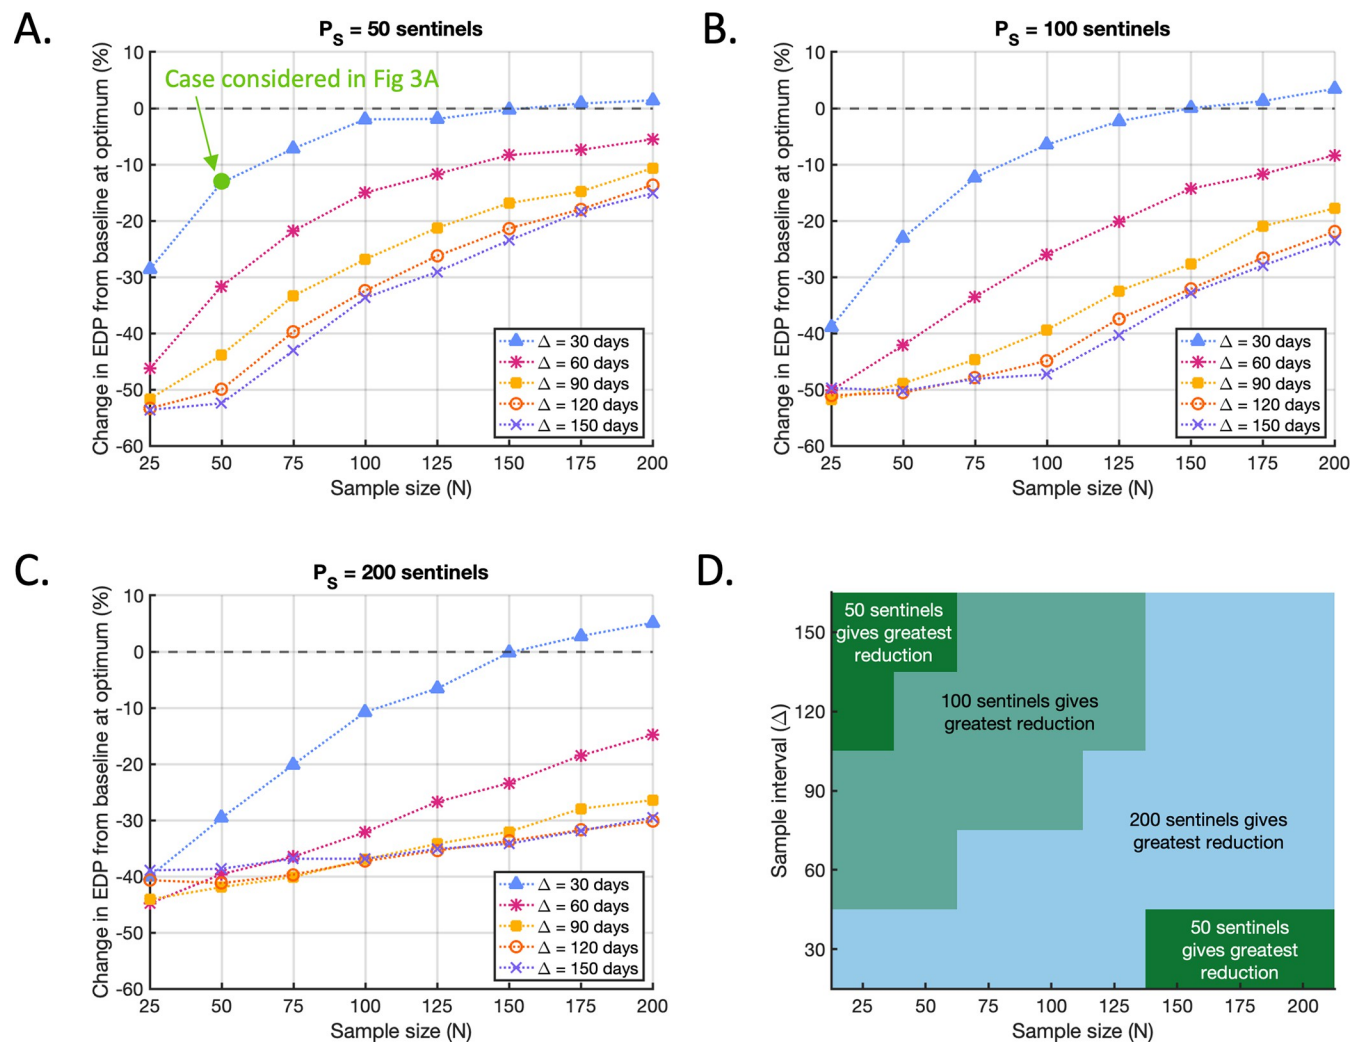 A.
P_S = 50 sentinels
Change in EDP from baseline at optimum (%)
10
0
-10
-20
-30
-40
-50
-60
Case considered in Fig 3A
Δ = 30 days
Δ = 60 days
Δ = 90 days
Δ = 120 days
Δ = 150 days
25 50 75 100 125 150 175 200
Sample size (N)
B.
P_S = 100 sentinels
Change in EDP from baseline at optimum (%)
10
0
-10
-20
-30
-40
-50
-60
Δ = 30 days
Δ = 60 days
Δ = 90 days
Δ = 120 days
Δ = 150 days
25 50 75 100 125 150 175 200
Sample size (N)
C.
P_S = 200 sentinels
Change in EDP from baseline at optimum (%)
10
0
-10
-20
-30
-40
-50
-60
Δ = 30 days
Δ = 60 days
Δ = 90 days
Δ = 120 days
Δ = 150 days
25 50 75 100 125 150 175 200
Sample size (N)
D.
Sample interval (Δ)
150
120
90
60
30
50 sentinels
gives greatest
reduction
100 sentinels gives
greatest reduction
200 sentinels gives
greatest reduction
50 sentinels
gives greatest
reduction
25 50 75 100 125 150 175 200
Sample size (N)